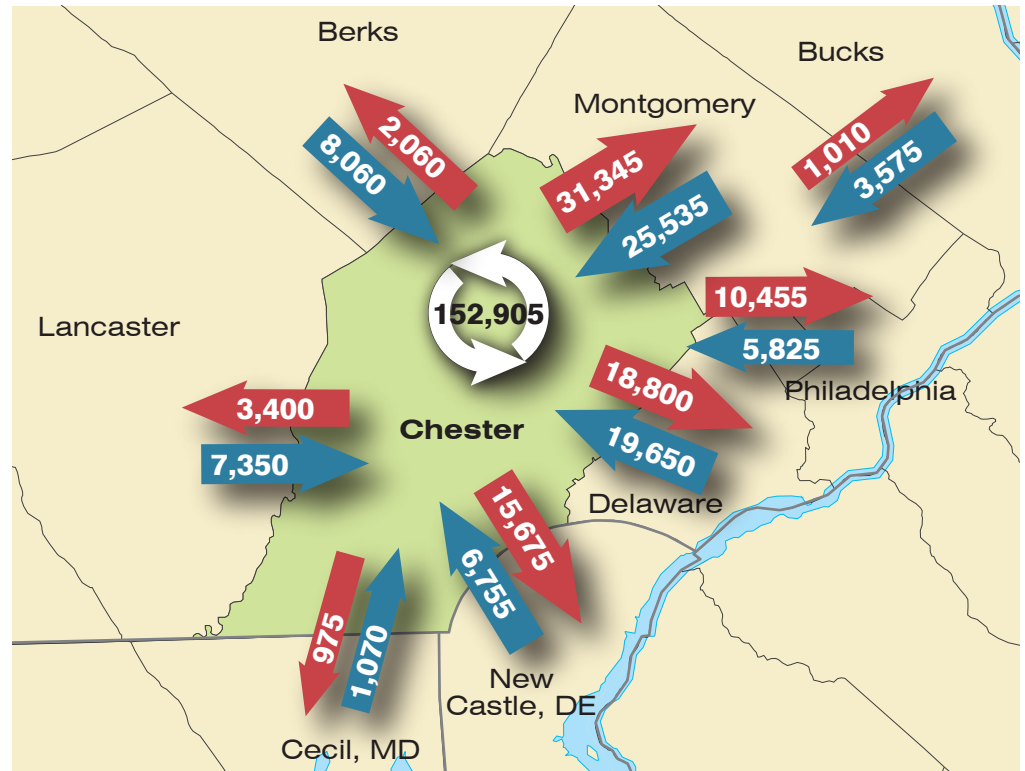 Berks
Bucks
Montgomery
2,060
8,060
31,345
25,535
1,010
3,575
152,905
10,455
5,825
Lancaster
Philadelphia
18,800
19,650
3,400
7,350
Chester
Delaware
15,675
6,755
975
1,070
New
Castle, DE
Cecil, MD